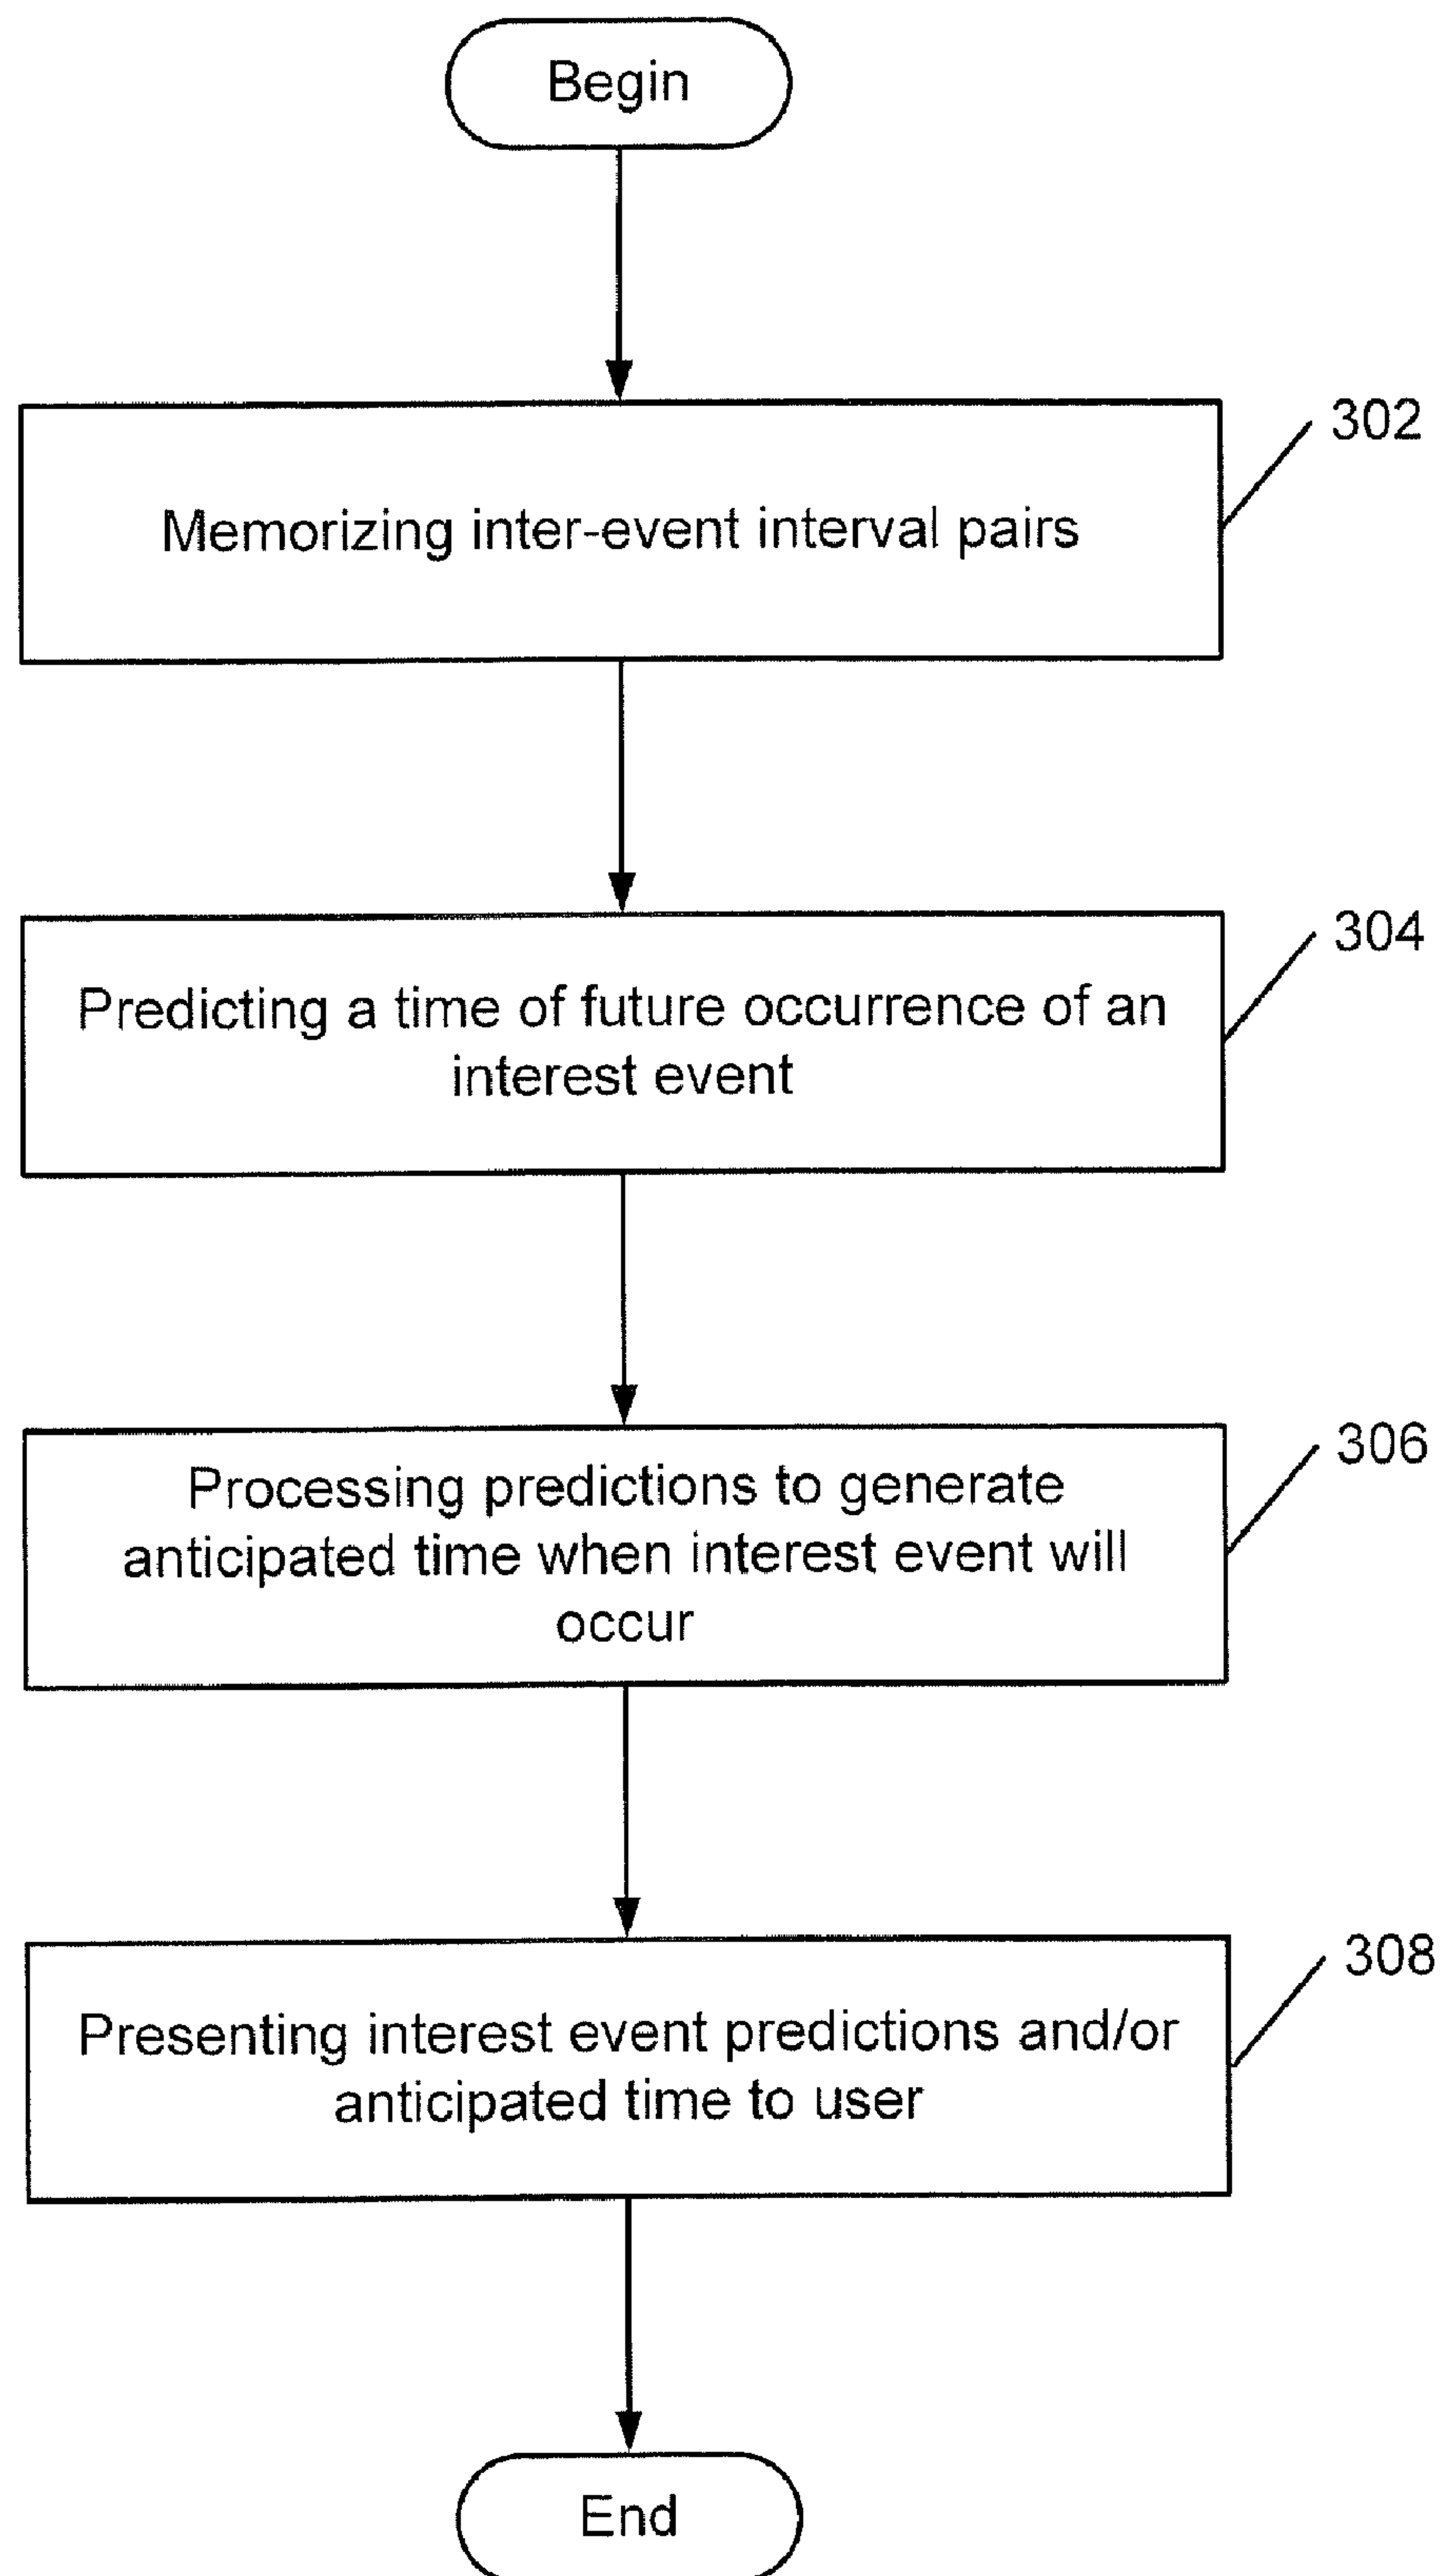 Begin
302
Memorizing inter-event interval pairs
304
Predicting a time of future occurrence of an
interest event
306
Processing predictions to generate
anticipated time when interest event will
occur
308
Presenting interest event predictions and/or
anticipated time to user
End